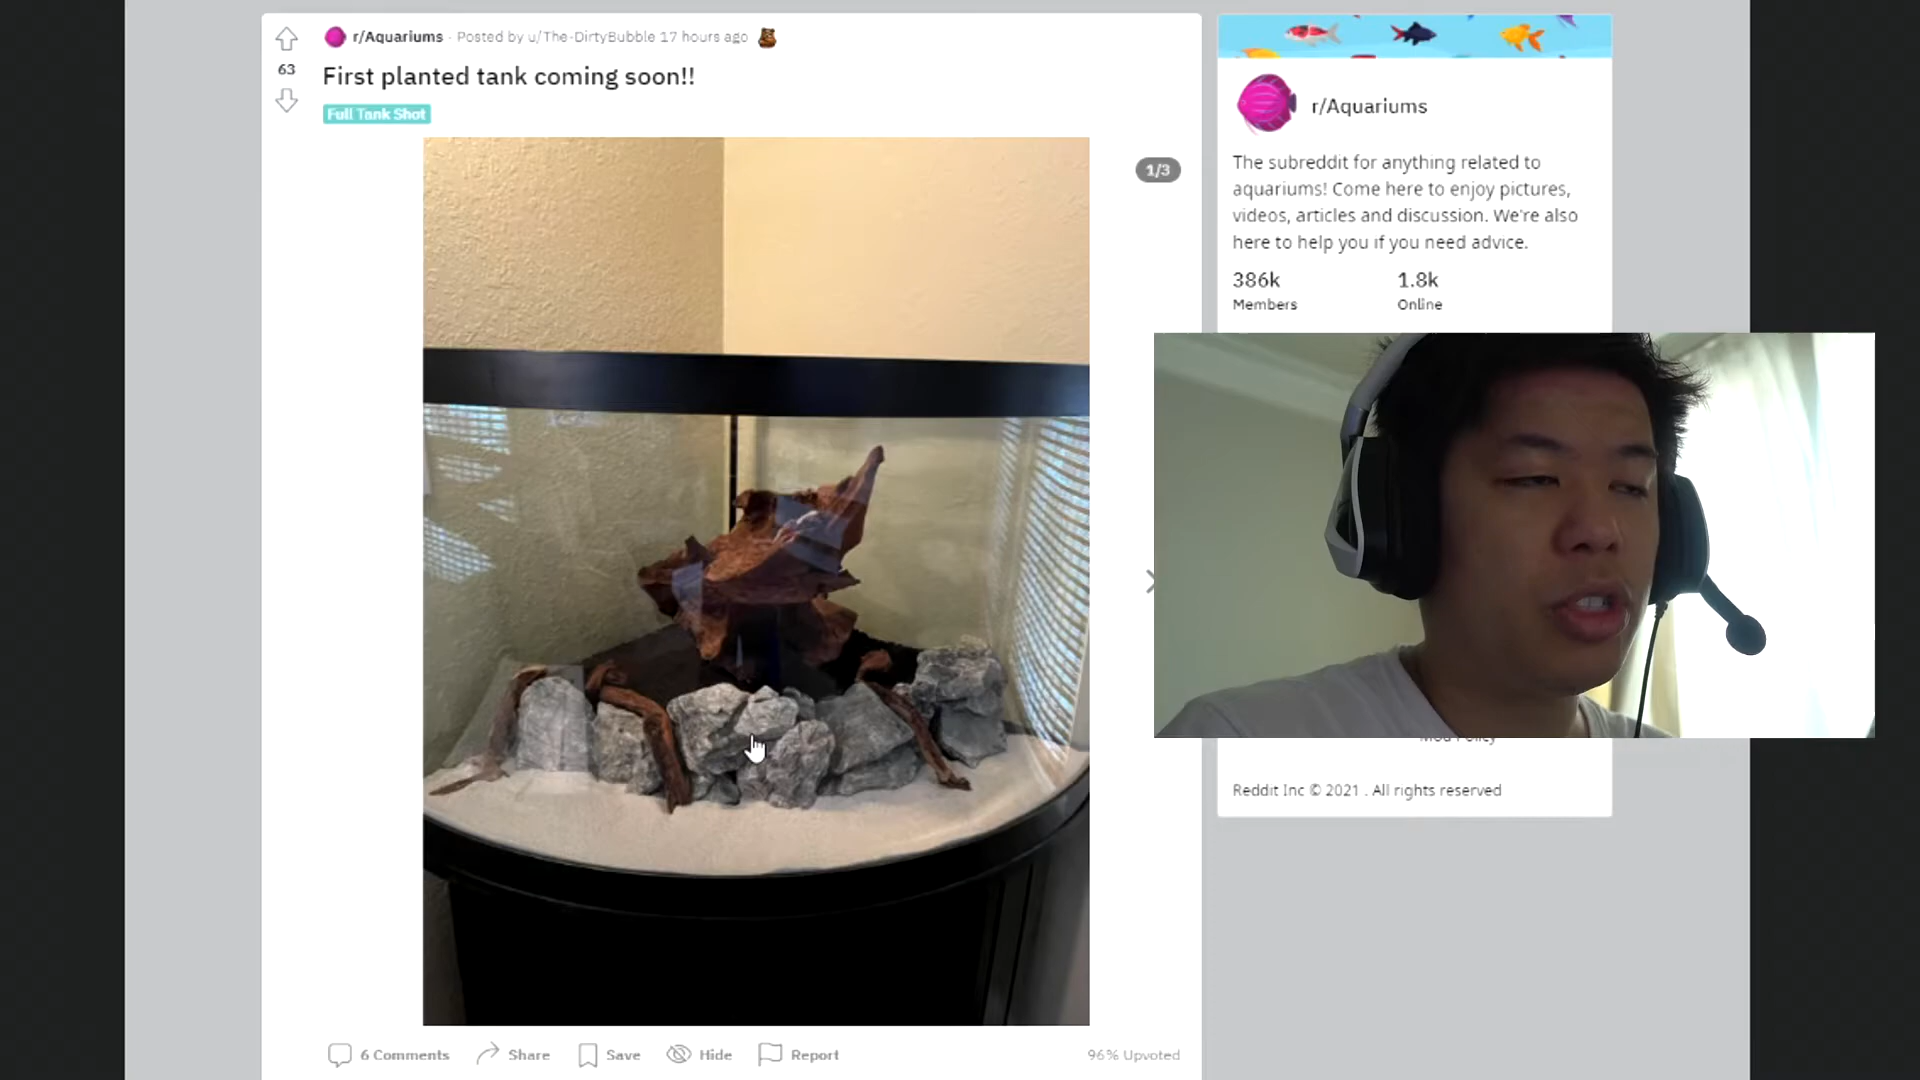 r/Aquariums · Posted by u/The-DirtyBubble 17 hours ago
63
First planted tank coming soon!!
Full Tank Shot
1/3
r/Aquariums
The subreddit for anything related to
aquariums! Come here to enjoy pictures,
videos, articles and discussion. We're also
here to help you if you need advice.
386k
1.8k
Members
Online
Mod Policy
Reddit Inc © 2021 . All rights reserved
6 Comments
Share
Save
Hide
Report
96% Upvoted